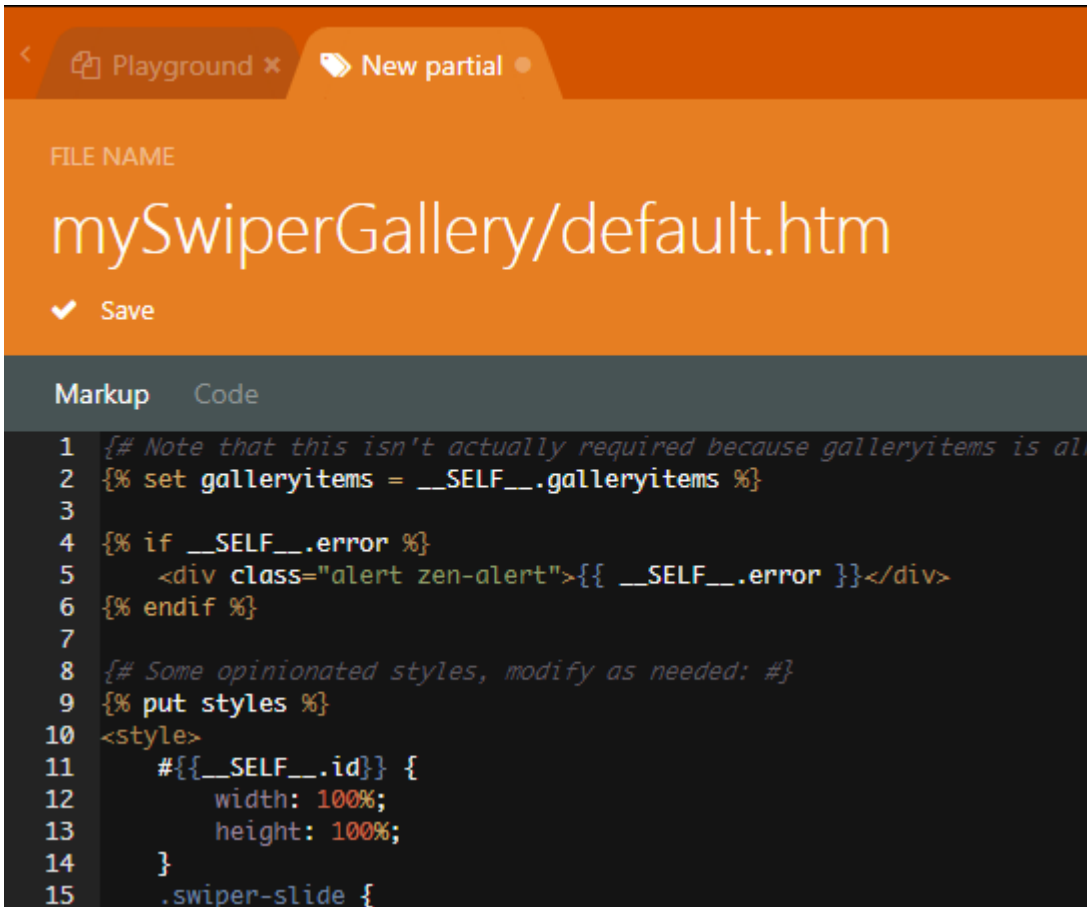 Playground × New partial
FILE NAME
mySwiperGallery/default.htm
Save
Markup Code
1 {# Note that this isn't actually required because galleryitems is
2 {% set galleryitems = __SELF__.galleryitems %}
3
4 {% if __SELF__.error %}
5     <div class="alert zen-alert">{{ __SELF__.error }}</div>
6 {% endif %}
7
8 {# Some opinionated styles, modify as needed: #}
9 {% put styles %}
10 <style>
11     #{{__SELF__.id}} {
12         width: 100%;
13         height: 100%;
14     }
15     .swiper-slide {